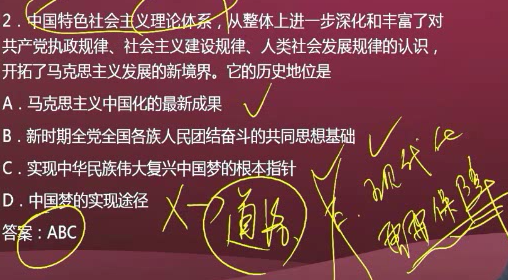 2．中国特色社会主义理论体系，从整体上进一步深化和丰富了对
共产党执政规律、社会主义建设规律、人类社会发展规律的认识，
开拓了马克思主义发展的新境界。它的历史地位是
A．马克思主义中国化的最新成果
B．新时期全党全国各族人民团结奋斗的共同思想基础
C．实现中华民族伟大复兴中国梦的根本指针
D．中国梦的实现途径
答案：ABC
道路
现代化
保障